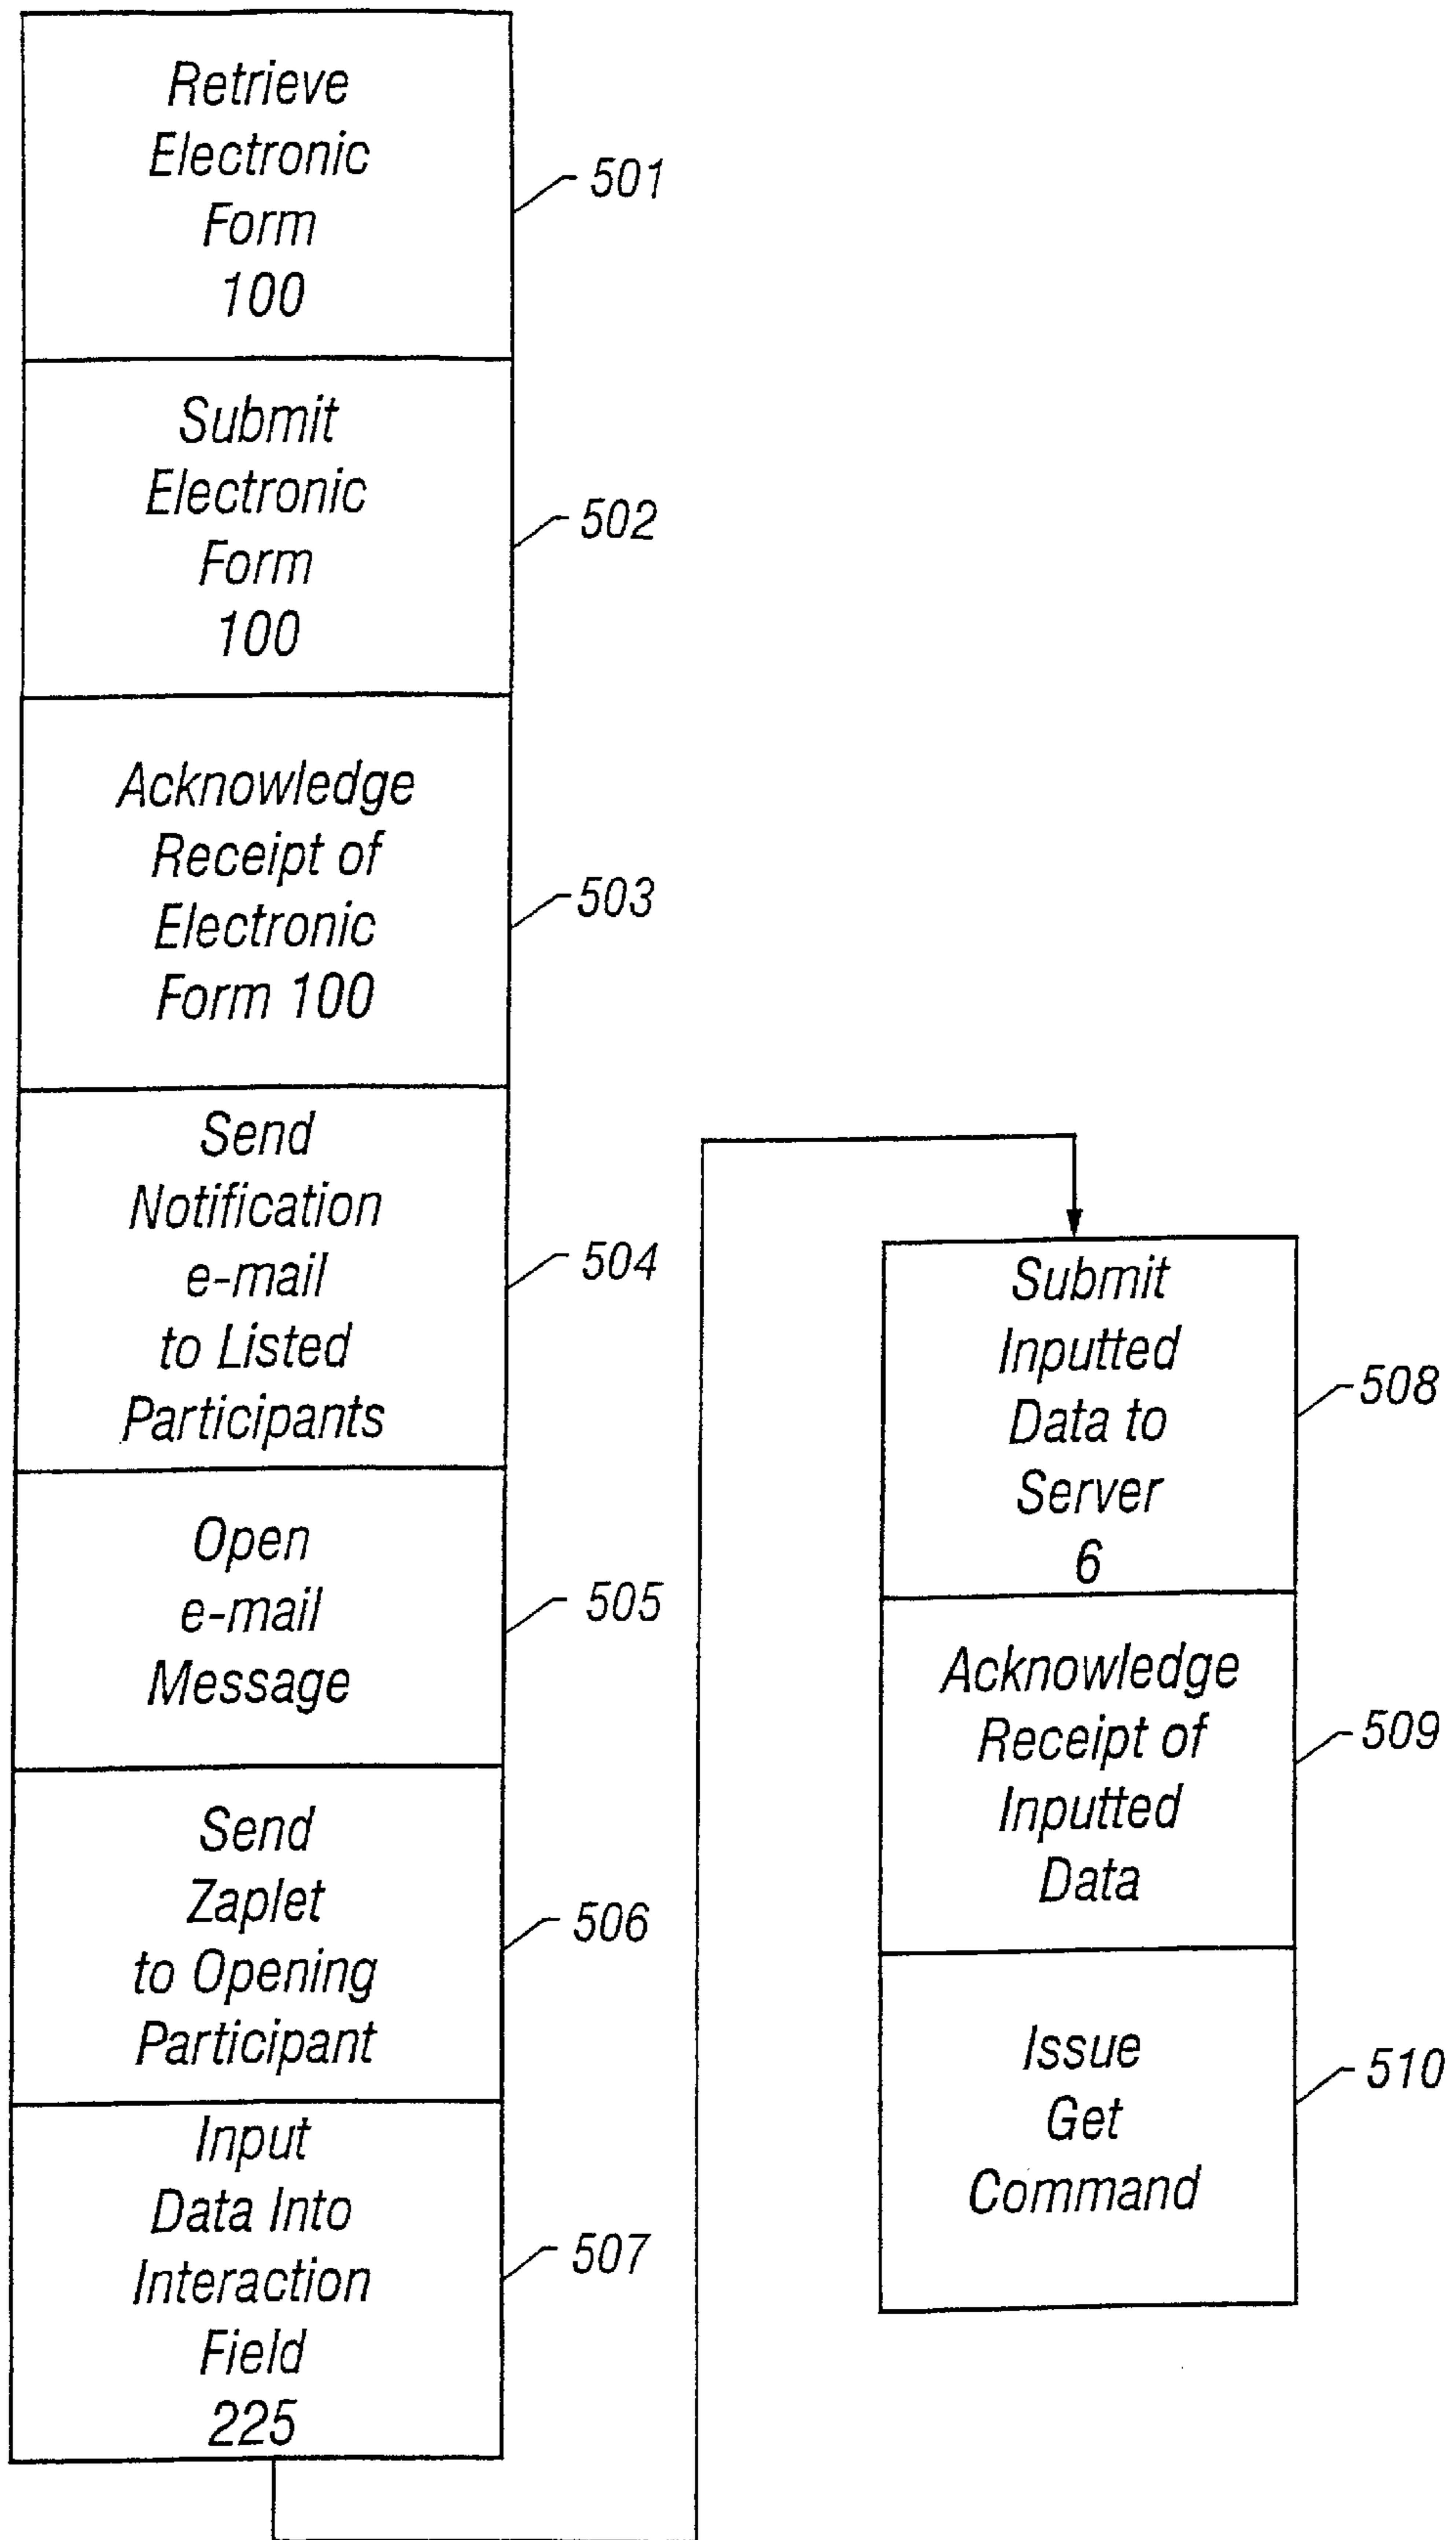 Retrieve
Electronic
Form
100
501
Submit
Electronic
Form
100
502
Acknowledge
Receipt of
Electronic
Form 100
503
Send
Notification
e-mail
to Listed
Participants
504
Open
e-mail
Message
505
Send
Zaplet
to Opening
Participant
506
Input
Data Into
Interaction
Field
225
507
Submit
Inputted
Data to
Server
6
508
Acknowledge
Receipt of
Inputted
Data
509
Issue
Get
Command
510